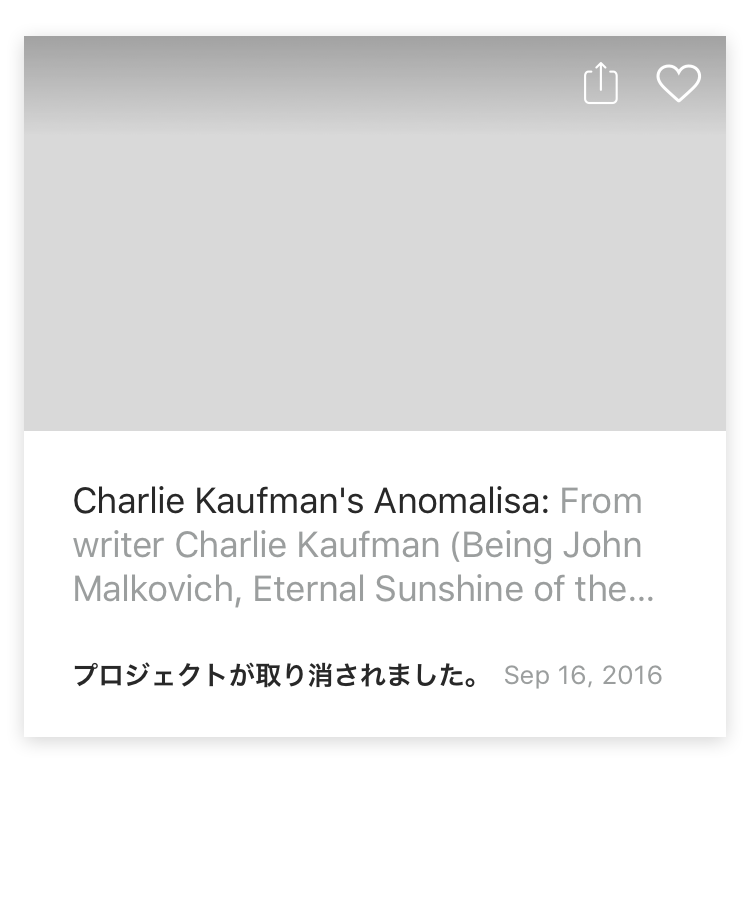 Charlie Kaufman's Anomalisa: From
writer Charlie Kaufman (Being John
Malkovich, Eternal Sunshine of the…
プロジェクトが取り消されました。 Sep 16, 2016